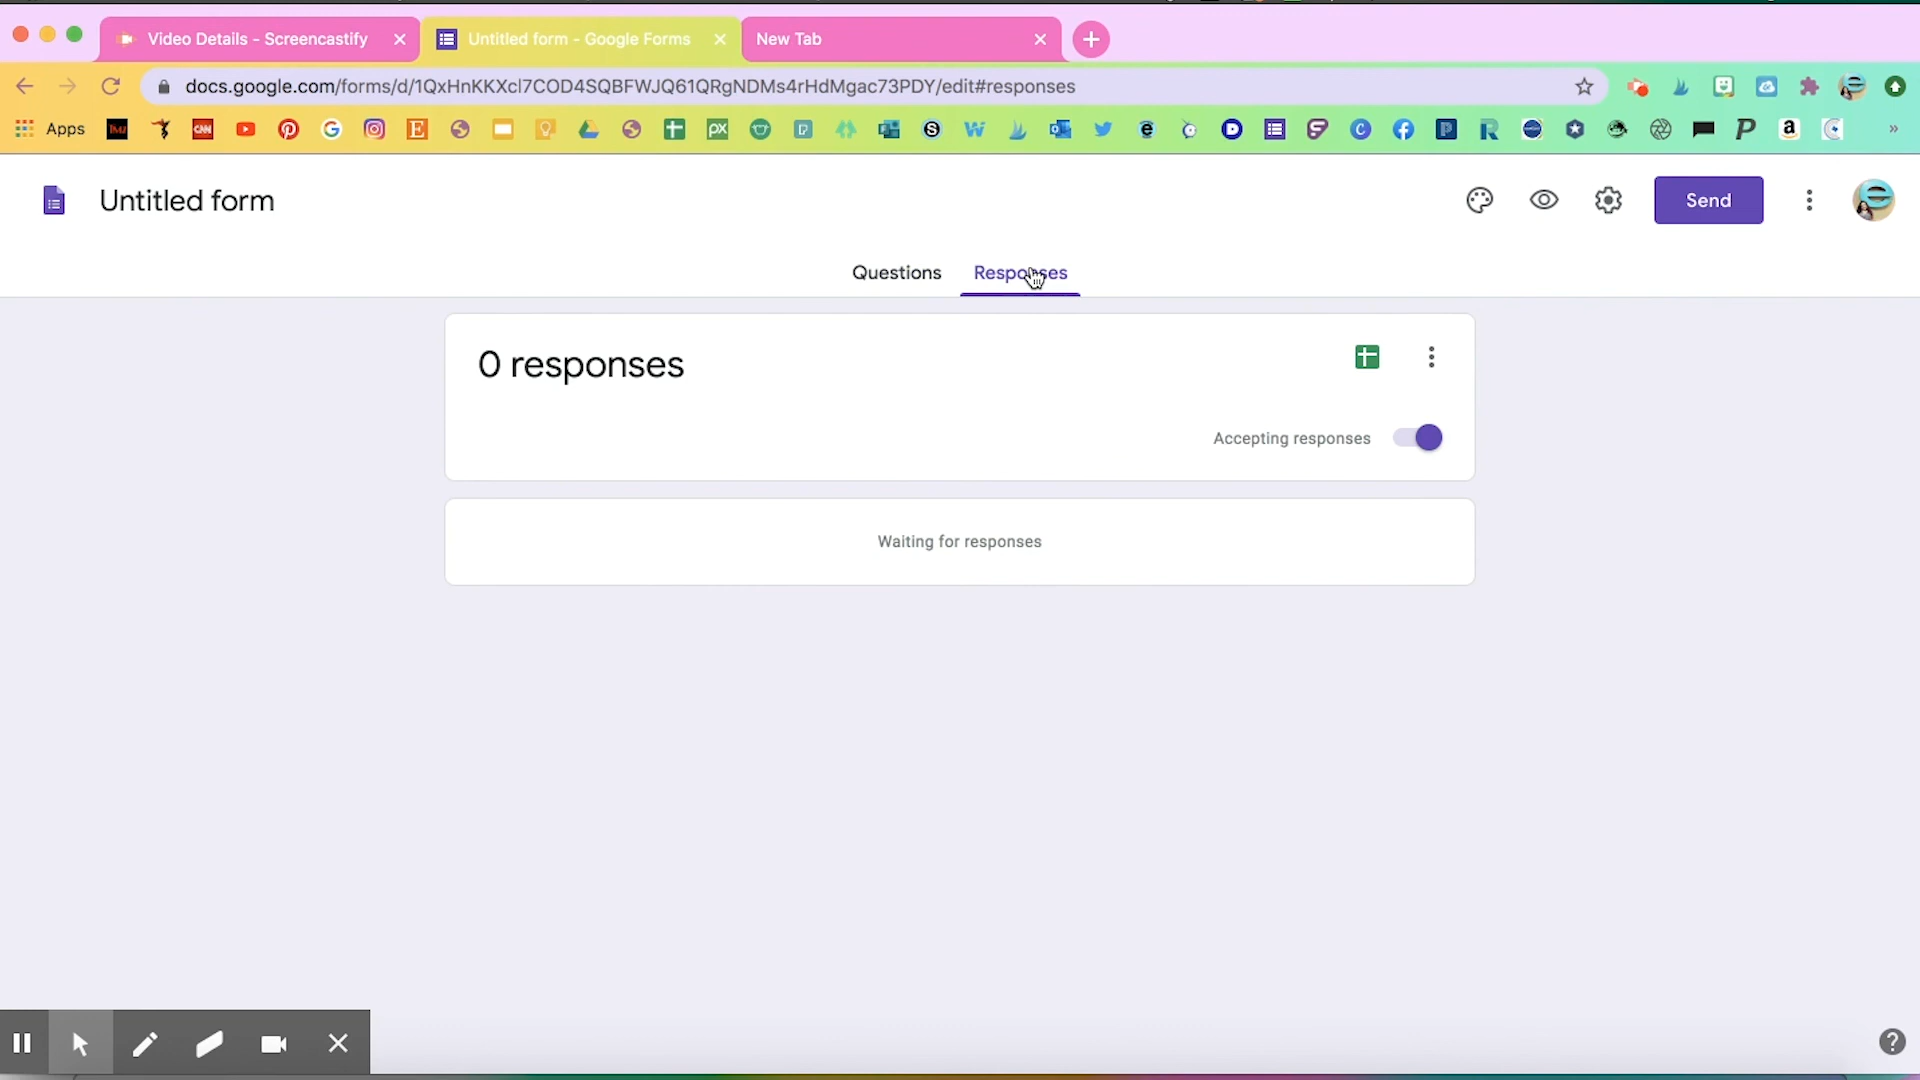 Video Details - Screencastify
Untitled form - Google Forms
New Tab
docs.google.com/forms/d/1QxHnKKXcl7COD4SQBFWJQ61QRgNDMs4rHdMgac73PDY/edit#responses
Apps
CNN
Untitled form
Send
Questions
Responses
0 responses
Accepting responses
Waiting for responses